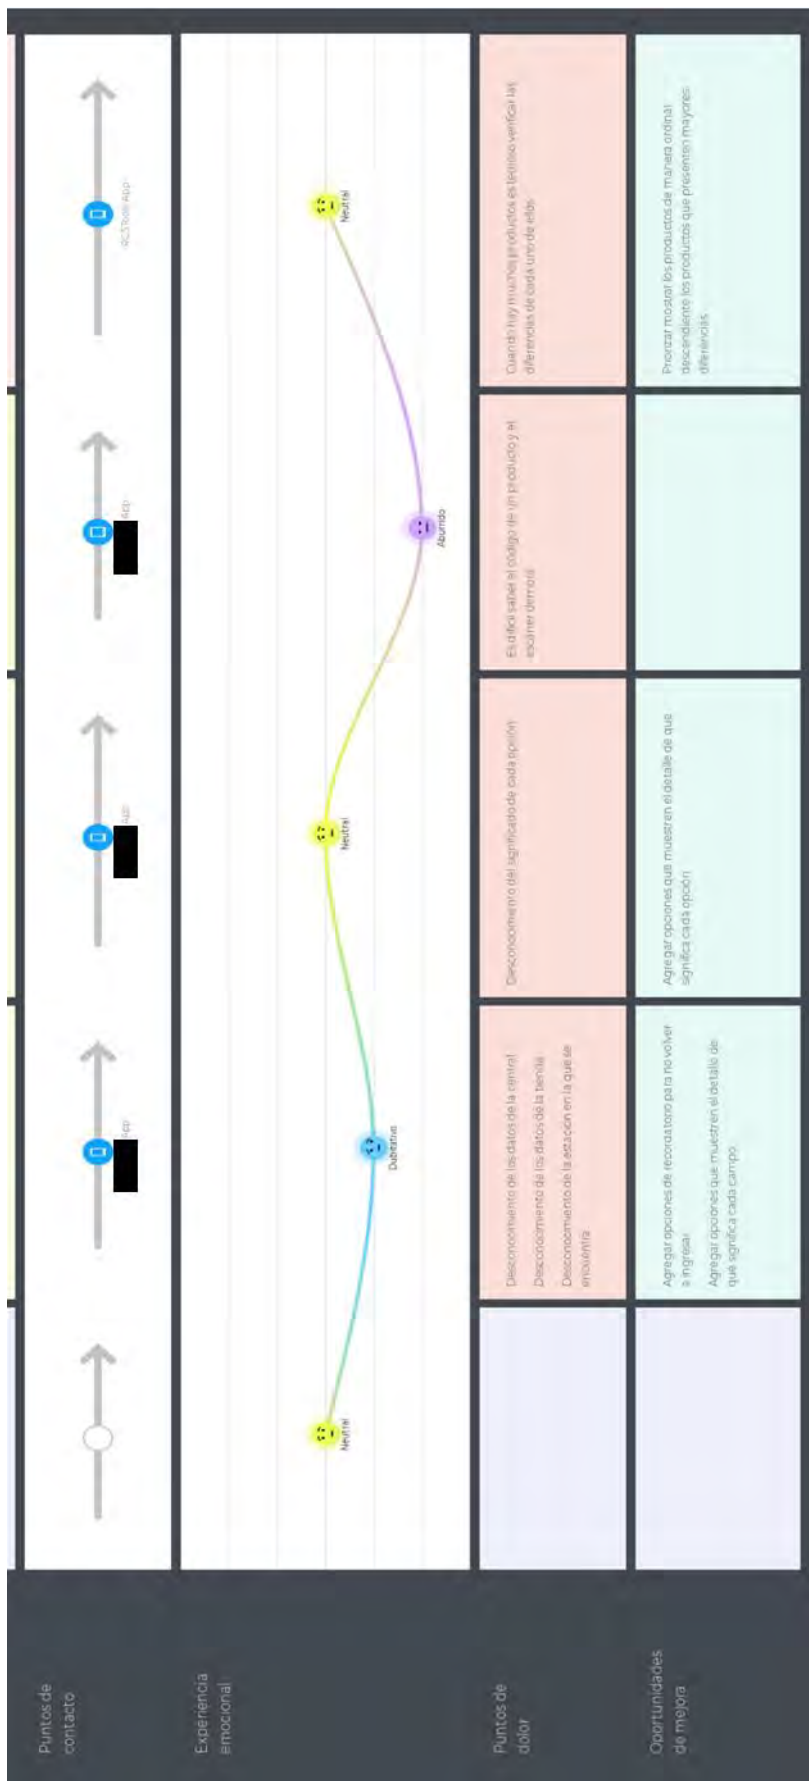 Puntos de
contacto
App
App
App
Experiencia
emocional
Neutral
Dubitativo
Neutral
Aburrido
Neutral
Puntos de
dolor
Desconocimiento de los datos de la central
Desconocimiento de los datos de la tienda
Desconocimiento de la estación en la que se
encuentra
Desconocimiento del significado de cada opción
Es difícil saber el código de un producto y el
escáner demora
Cuando hay muchos productos es tedioso verificar las
diferencias de cada uno de ellos
Oportunidades
de mejora
Agregar opciones de recordatorio para no volver
a ingresar
Agregar opciones que muestren el detalle de
qué significa cada campo
Agregar opciones que muestren el detalle de que
significa cada opción
Priorizar mostrar los productos de manera ordinal
descendiente los productos que presenten mayores
diferencias